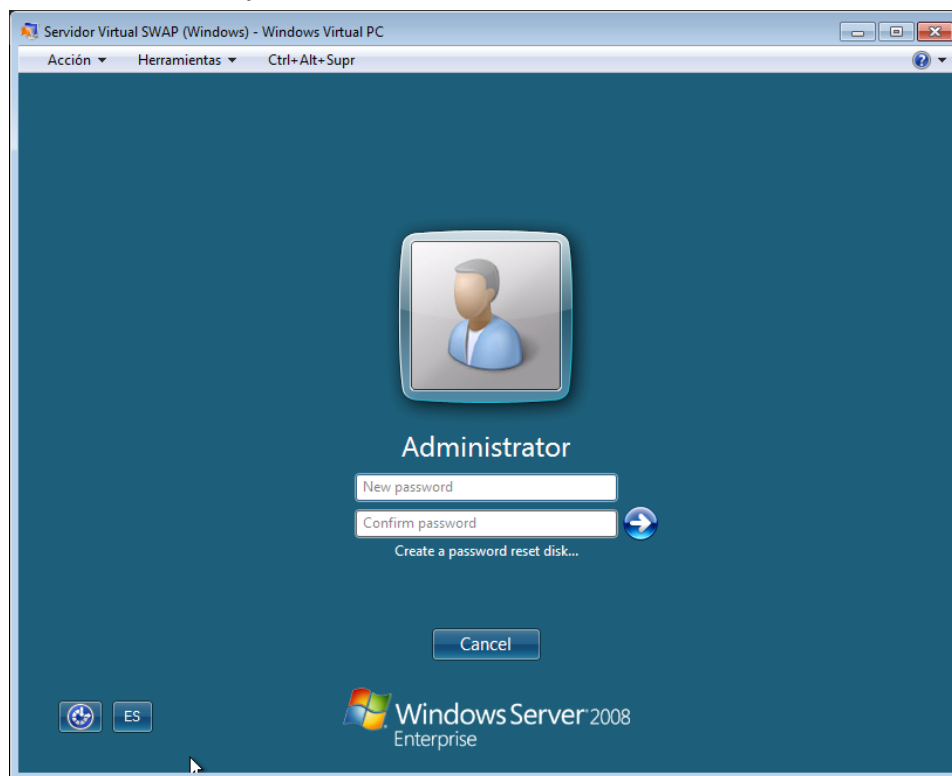 Servidor Virtual SWAP (Windows) - Windows Virtual PC
Acción Herramientas Ctrl+Alt+Supr
Administrator
New password
Confirm password
Create a password reset disk...
Cancel
ES
Windows Server 2008
Enterprise